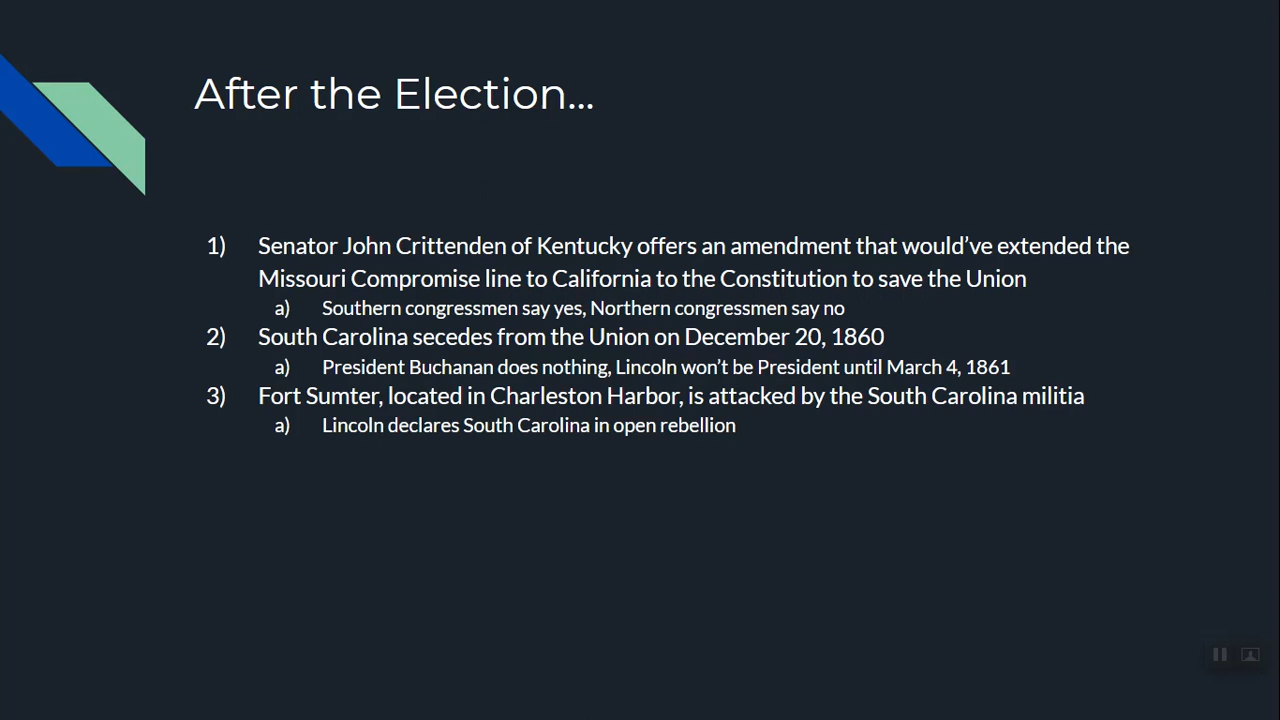 After the Election...
1) Senator John Crittenden of Kentucky offers an amendment that would’ve extended the
Missouri Compromise line to California to the Constitution to save the Union
a) Southern congressmen say yes, Northern congressmen say no
2) South Carolina secedes from the Union on December 20, 1860
a) President Buchanan does nothing, Lincoln won’t be President until March 4, 1861
3) Fort Sumter, located in Charleston Harbor, is attacked by the South Carolina militia
a) Lincoln declares South Carolina in open rebellion